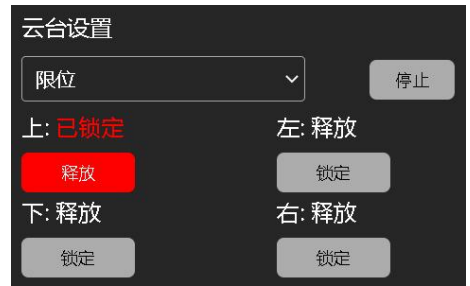 云台设置
限位
停止
上: 已锁定
左: 释放
释放
锁定
下: 释放
右: 释放
锁定
锁定